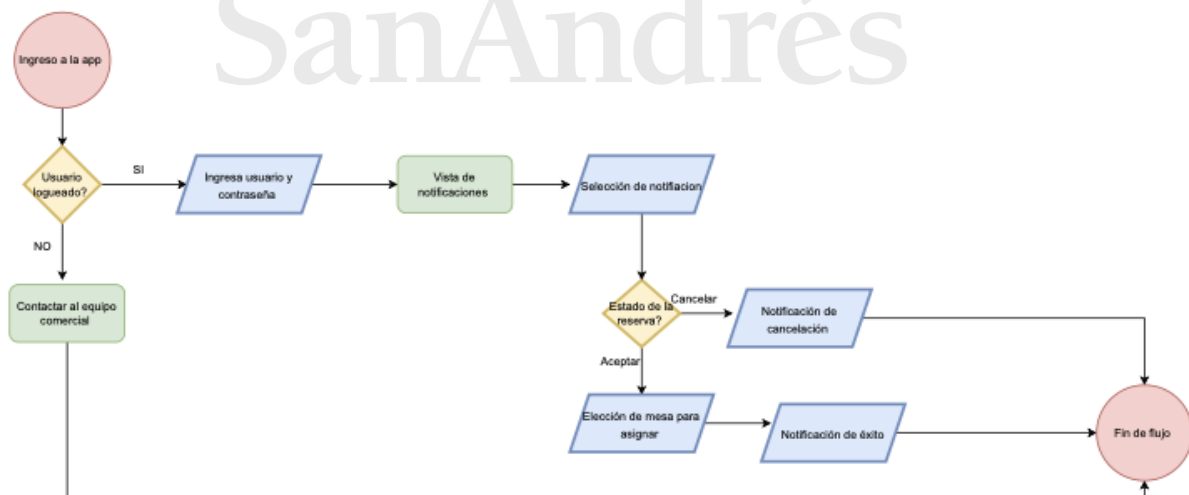 SanAndrés
Ingreso a la app
Usuario
logueado?
SI
Ingresa usuario y
contraseña
Vista de
notificaciones
Selección de notifiacion
NO
Contactar al equipo
comercial
Estado de la
reserva?
Cancelar
Notificación de
cancelación
Aceptar
Elección de mesa para
asignar
Notificación de éxito
Fin de flujo